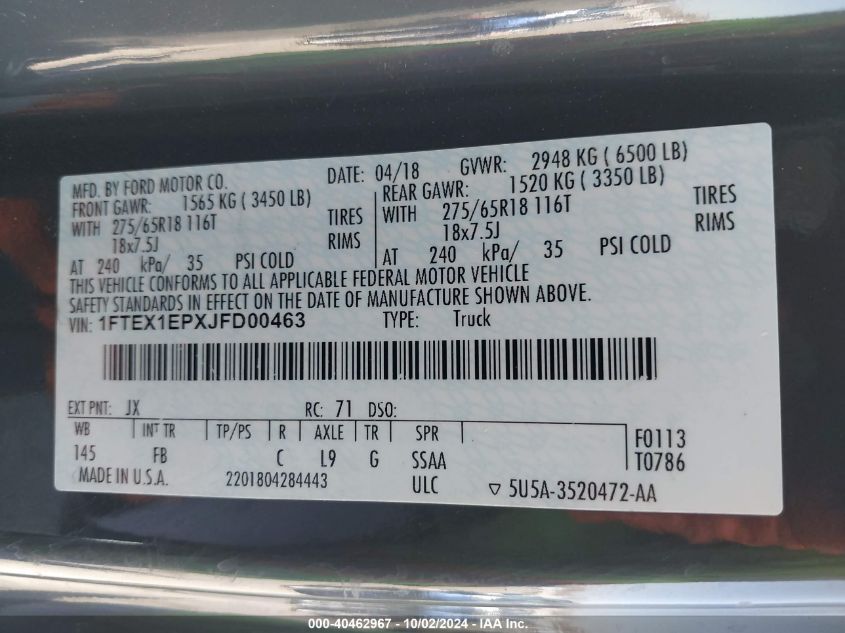 MFD. BY FORD MOTOR CO. DATE: 04/18 GVWR: 2948 KG ( 6500 LB)
FRONT GAWR: 1565 KG ( 3450 LB) REAR GAWR: 1520 KG ( 3350 LB)
WITH 275/65R18 116T TIRES WITH 275/65R18 116T TIRES
18x7.5J RIMS 18x7.5J RIMS
AT 240 kPa/ 35 PSI COLD AT 240 kPa/ 35 PSI COLD
THIS VEHICLE CONFORMS TO ALL APPLICABLE FEDERAL MOTOR VEHICLE
SAFETY STANDARDS IN EFFECT ON THE DATE OF MANUFACTURE SHOWN ABOVE.
VIN: 1FTEX1EPXJFD00463 TYPE: Truck
EXT PNT: JX RC: 71 DSO:
WB INT TR TP/PS R AXLE TR SPR F0113
145 FB C L9 G SSAA T0786
MADE IN U.S.A. 2201804284443 ULC ▽ 5U5A-3520472-AA
000-40462967 - 10/02/2024 - IAA Inc.